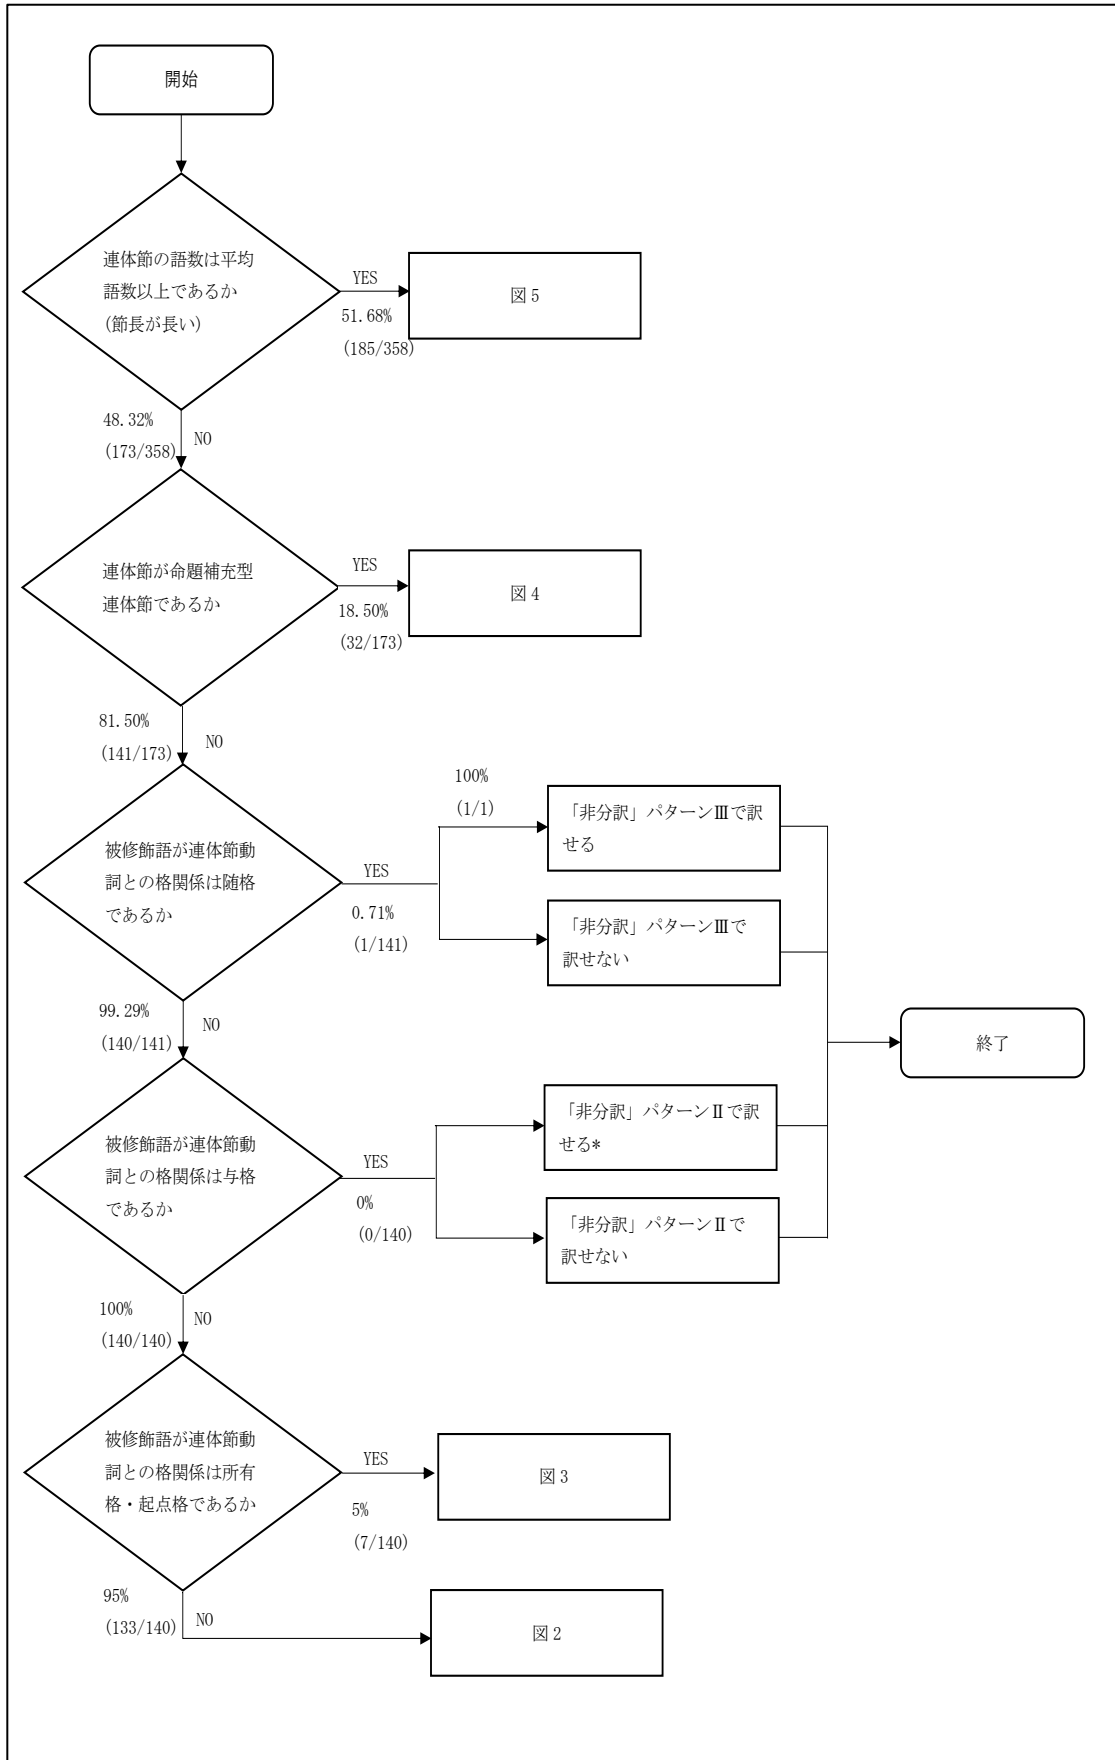 開始
連体節の語数は平均
語数以上であるか
(節長が長い)
YES
51.68%
(185/358)
図5
48.32%
(173/358)
NO
連体節が命題補充型
連体節であるか
YES
18.50%
(32/173)
図4
81.50%
(141/173)
NO
被修飾語が連体節動
詞との格関係は随格
であるか
YES
0.71%
(1/141)
100%
(1/1)
「非分訳」パターンⅢで訳
せる
「非分訳」パターンⅢで
訳せない
99.29%
(140/141)
NO
終了
被修飾語が連体節動
詞との格関係は与格
であるか
YES
0%
(0/140)
「非分訳」パターンⅡで訳
せる*
「非分訳」パターンⅡで
訳せない
100%
(140/140)
NO
被修飾語が連体節動
詞との格関係は所有
格・起点格であるか
YES
5%
(7/140)
図3
95%
(133/140)
NO
図2